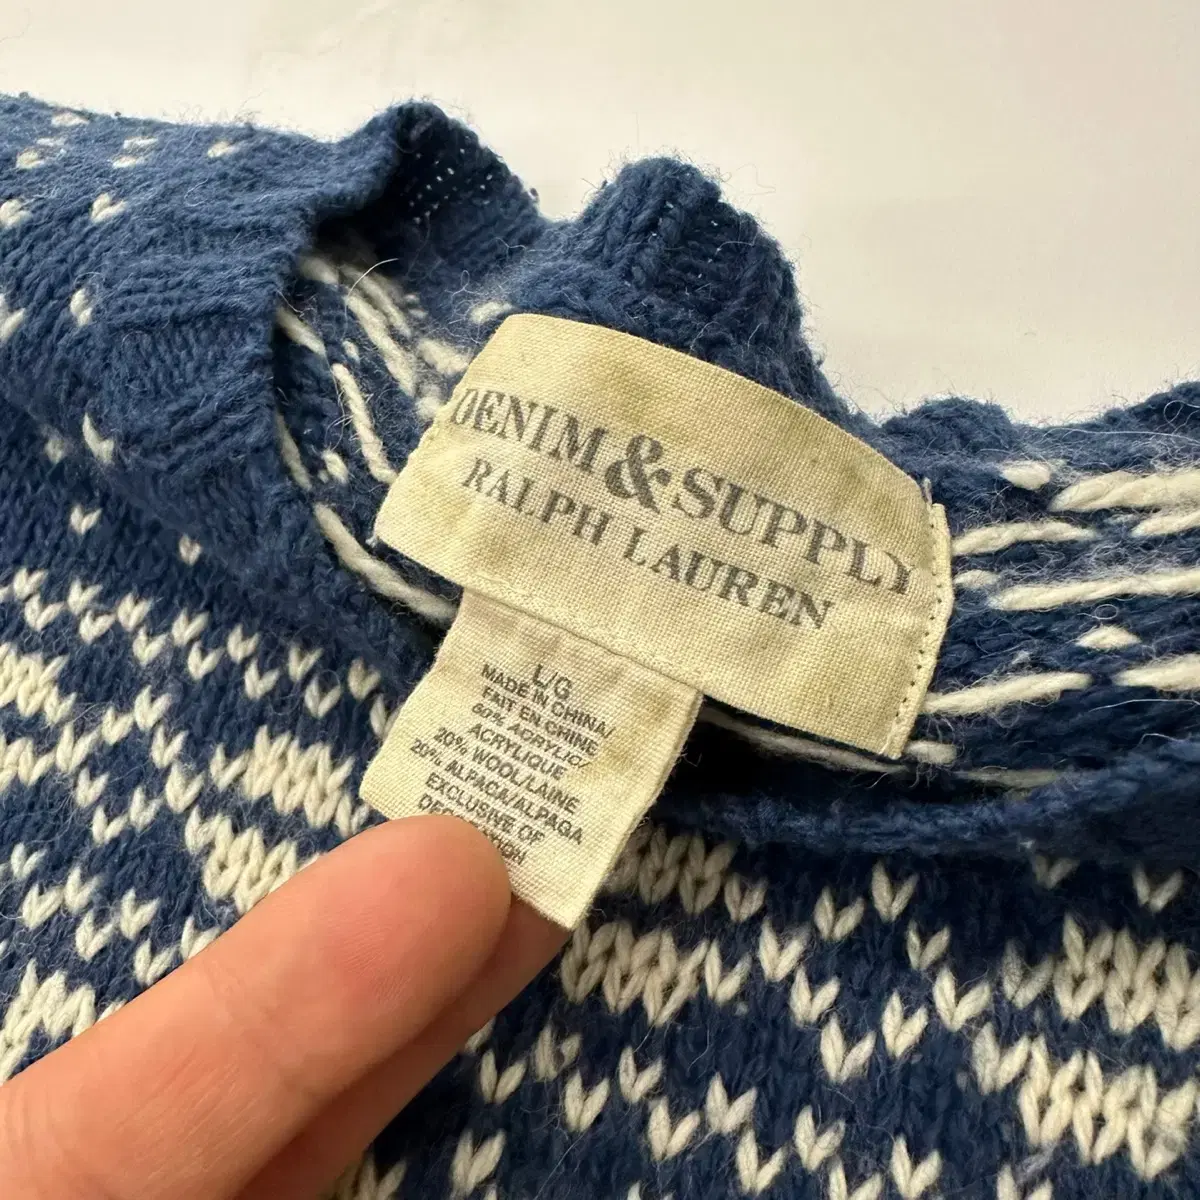 DENIM & SUPPLY
RALPH LAUREN
L/G
MADE IN CHINA/
FAIT EN CHINE
60% ACRYLIC/
ACRYLIQUE
20% WOOL/LAINE
20% ALPACA/ALPAGA
EXCLUSIVE OF